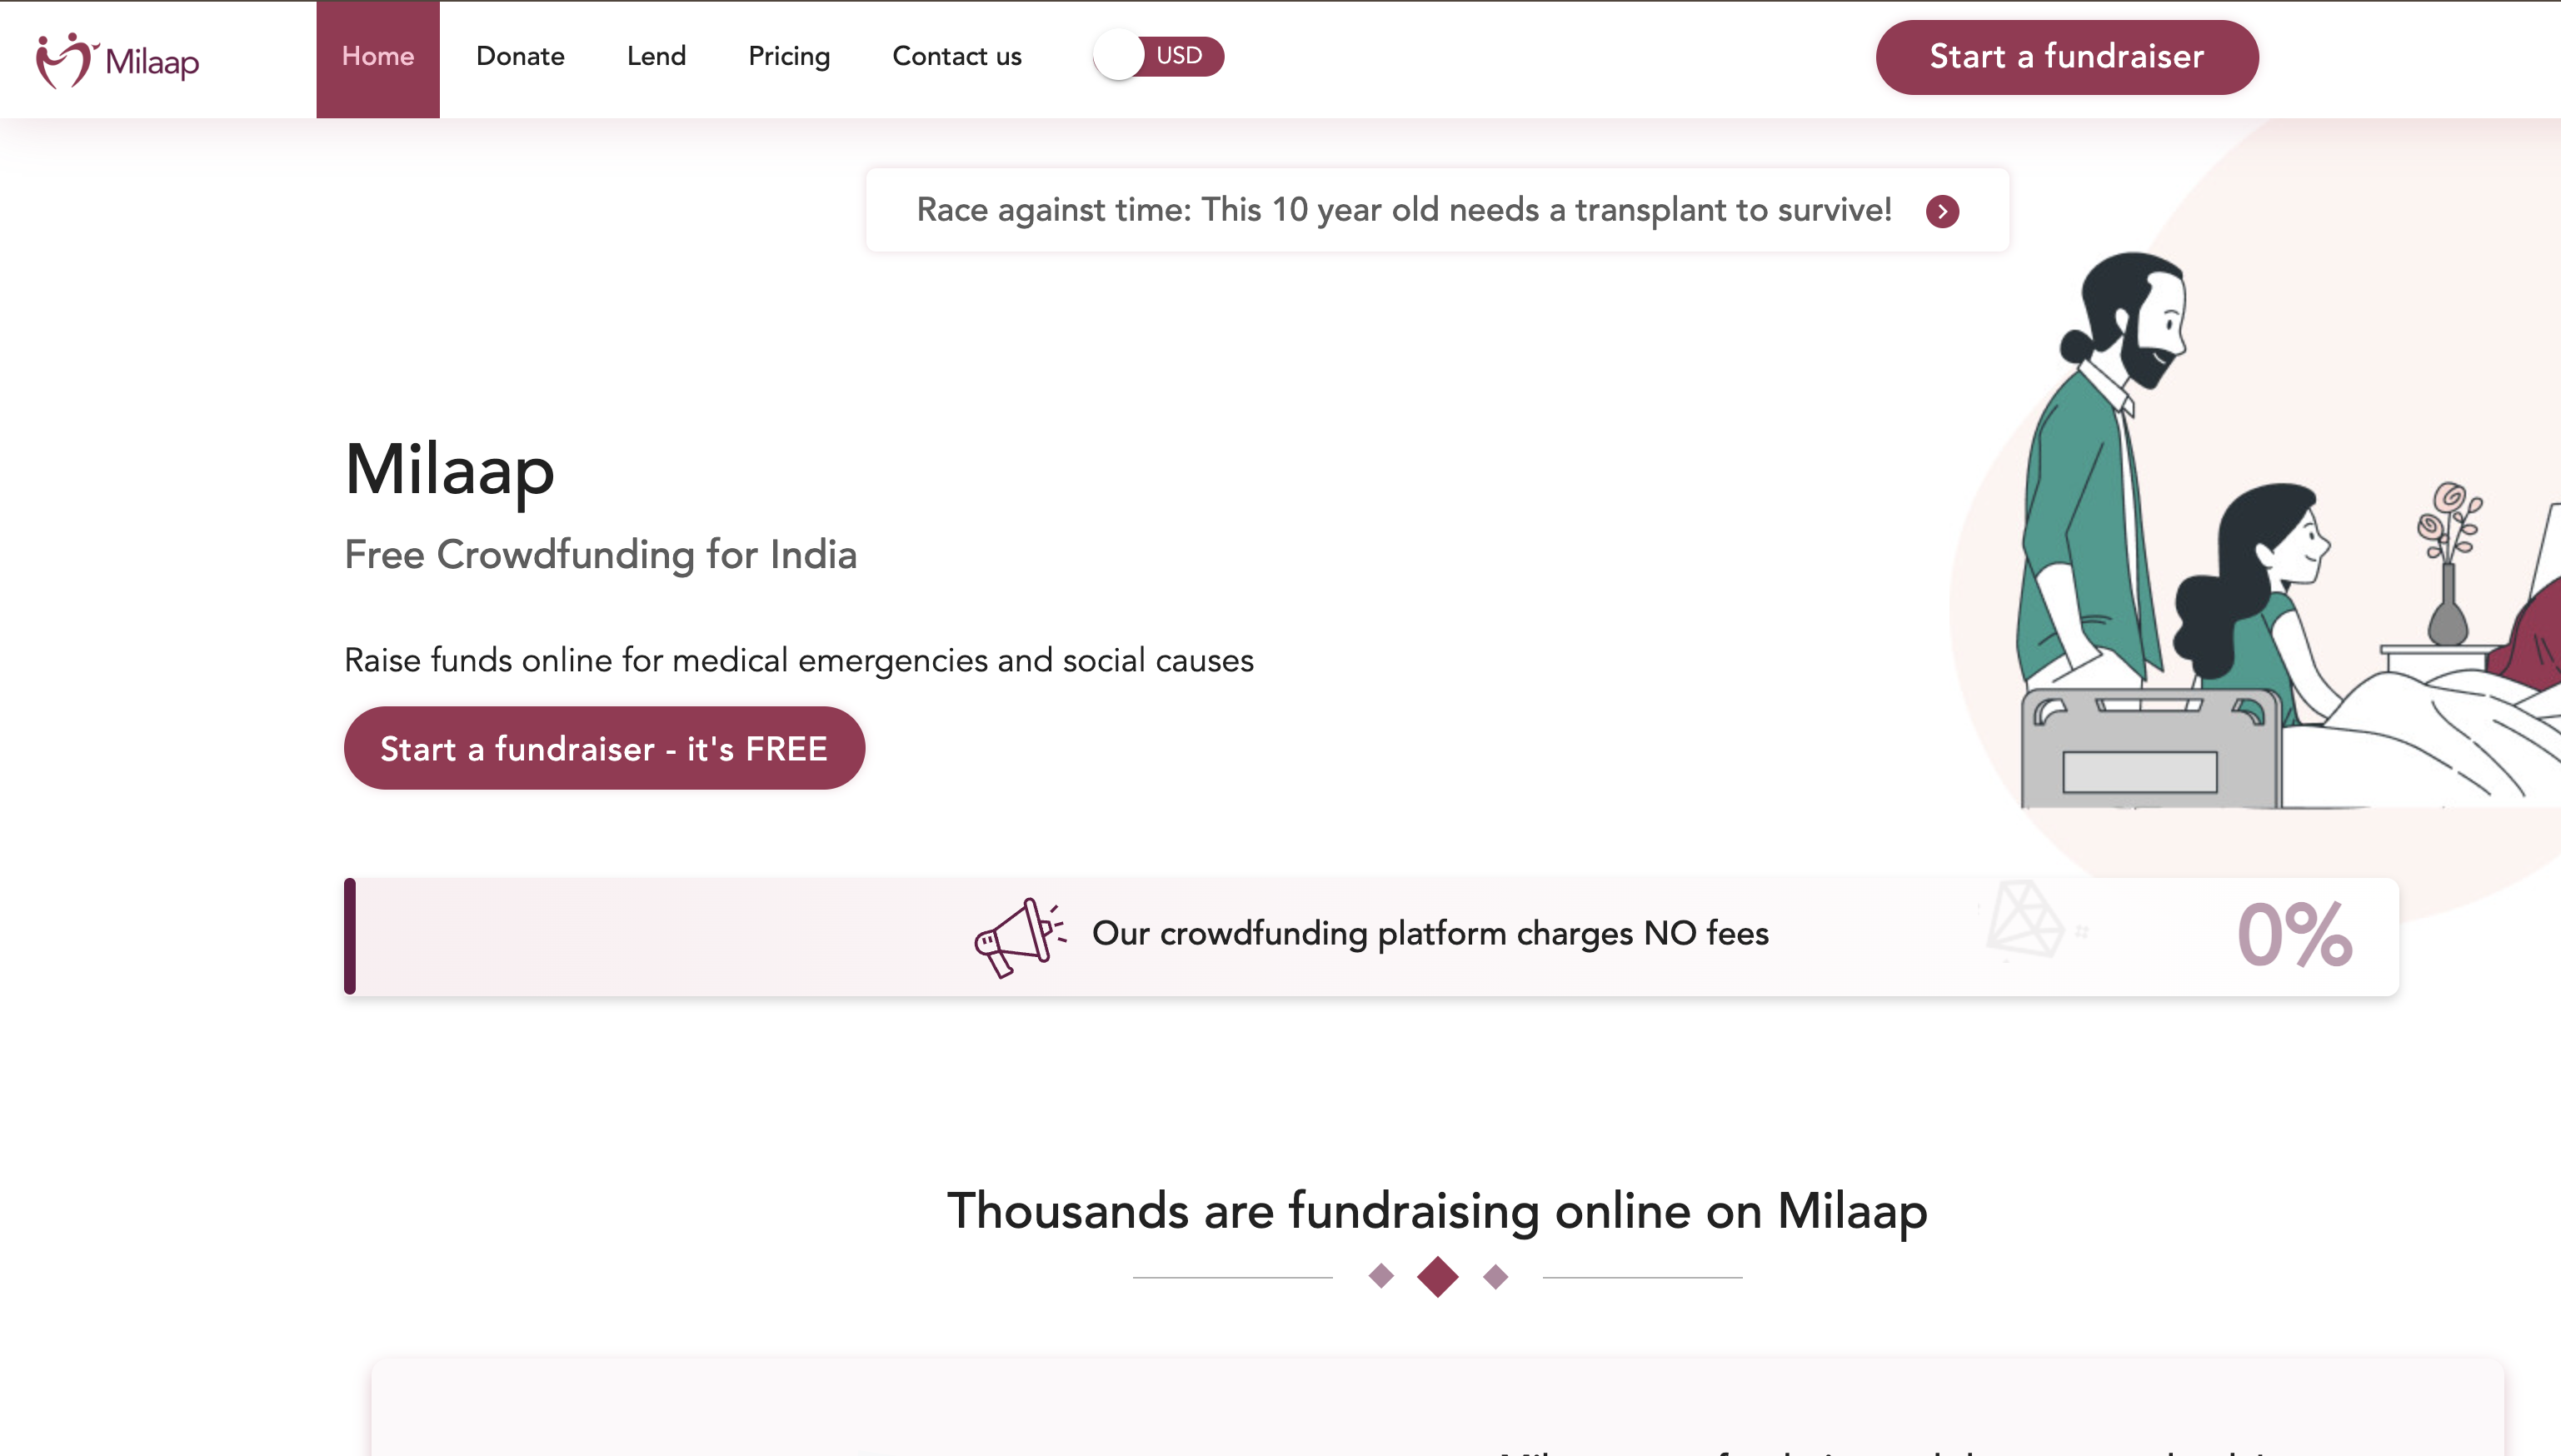 Milaap
Home
Donate
Lend
Pricing
Contact us
USD
Start a fundraiser
Race against time: This 10 year old needs a transplant to survive!
Milaap
Free Crowdfunding for India
Raise funds online for medical emergencies and social causes
Start a fundraiser - it's FREE
Our crowdfunding platform charges NO fees
0%
Thousands are fundraising online on Milaap